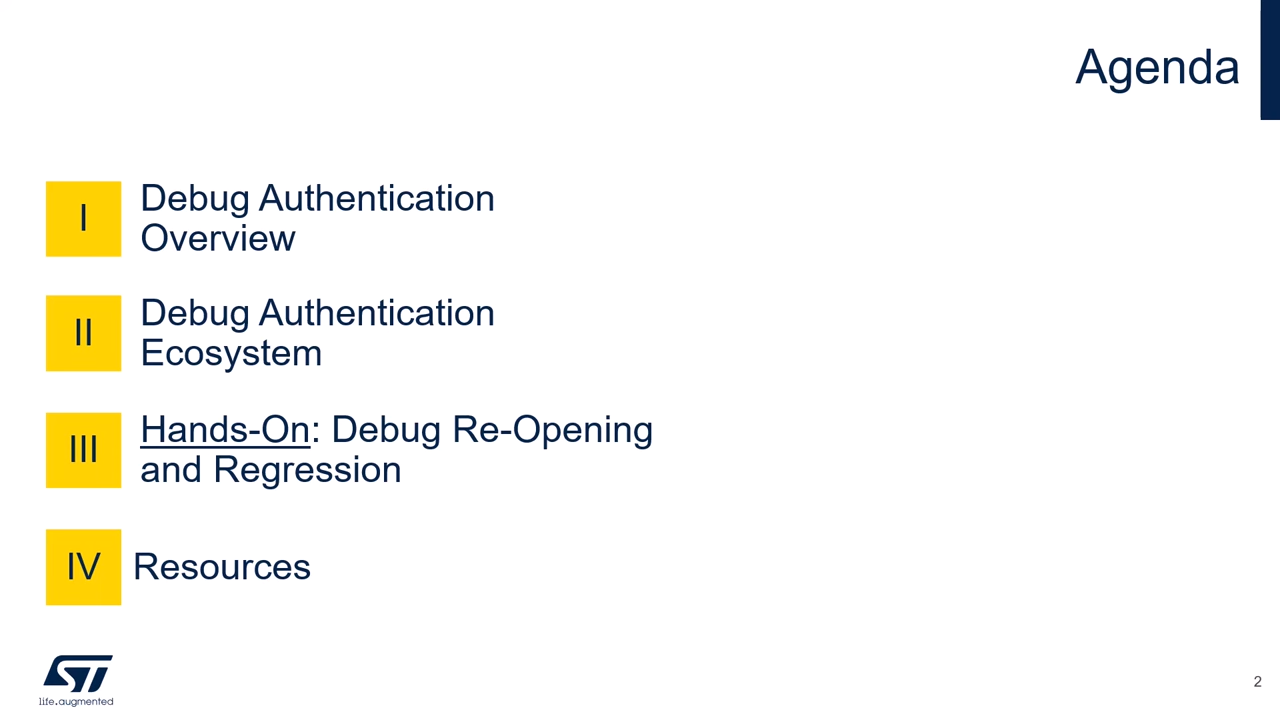 Agenda
I
Debug Authentication
Overview
II
Debug Authentication
Ecosystem
III
Hands-On: Debug Re-Opening
and Regression
IV
Resources
ST
life.augmented
2